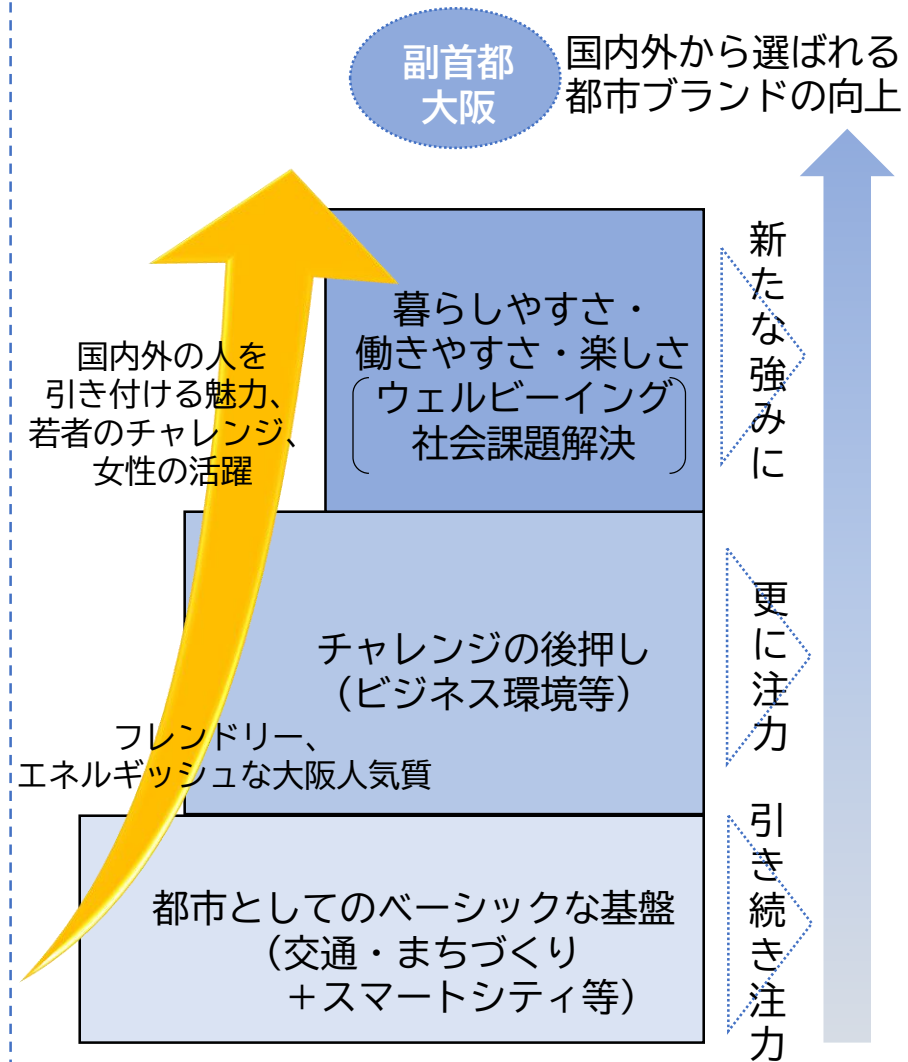 副首都
大阪
国内外から選ばれる
都市ブランドの向上
新たな強みに
暮らしやすさ・
働きやすさ・楽しさ
ウェルビーイング
社会課題解決
国内外の人を
引き付ける魅力、
若者のチャレンジ、
女性の活躍
更に注力
チャレンジの後押し
（ビジネス環境等）
フレンドリー、
エネルギッシュな大阪人気質
引き続き注力
都市としてのベーシックな基盤
（交通・まちづくり
＋スマートシティ等）